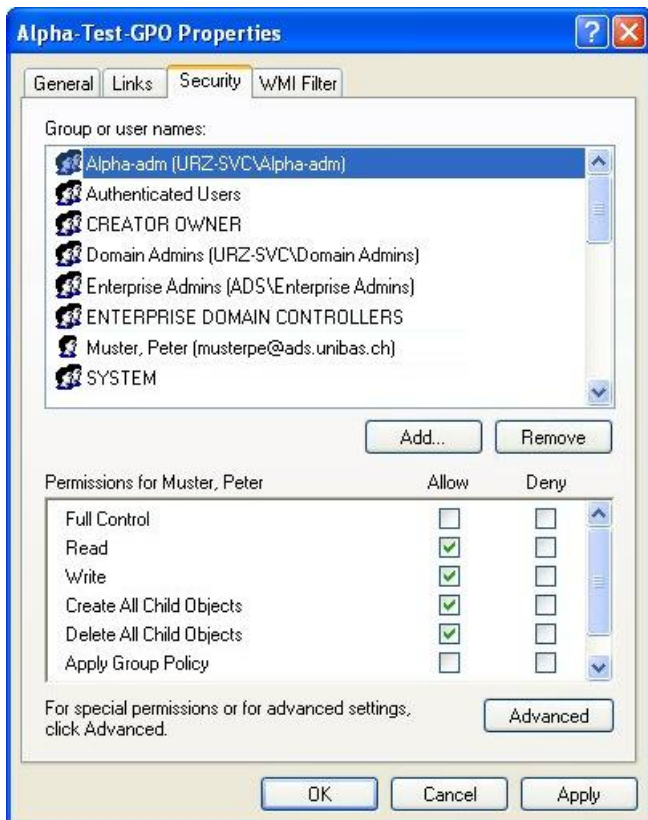 Alpha-Test-GPO Properties
General Links Security WMI Filter
Group or user names:
Alpha-adm (URZ-SVC\Alpha-adm)
Authenticated Users
CREATOR OWNER
Domain Admins (URZ-SVC\Domain Admins)
Enterprise Admins (ADS\Enterprise Admins)
ENTERPRISE DOMAIN CONTROLLERS
Muster, Peter (musterpe@ads.unibas.ch)
SYSTEM
Add... Remove
Permissions for Muster, Peter Allow Deny
Full Control
Read
Write
Create All Child Objects
Delete All Child Objects
Apply Group Policy
For special permissions or for advanced settings,
click Advanced.
Advanced
OK Cancel Apply